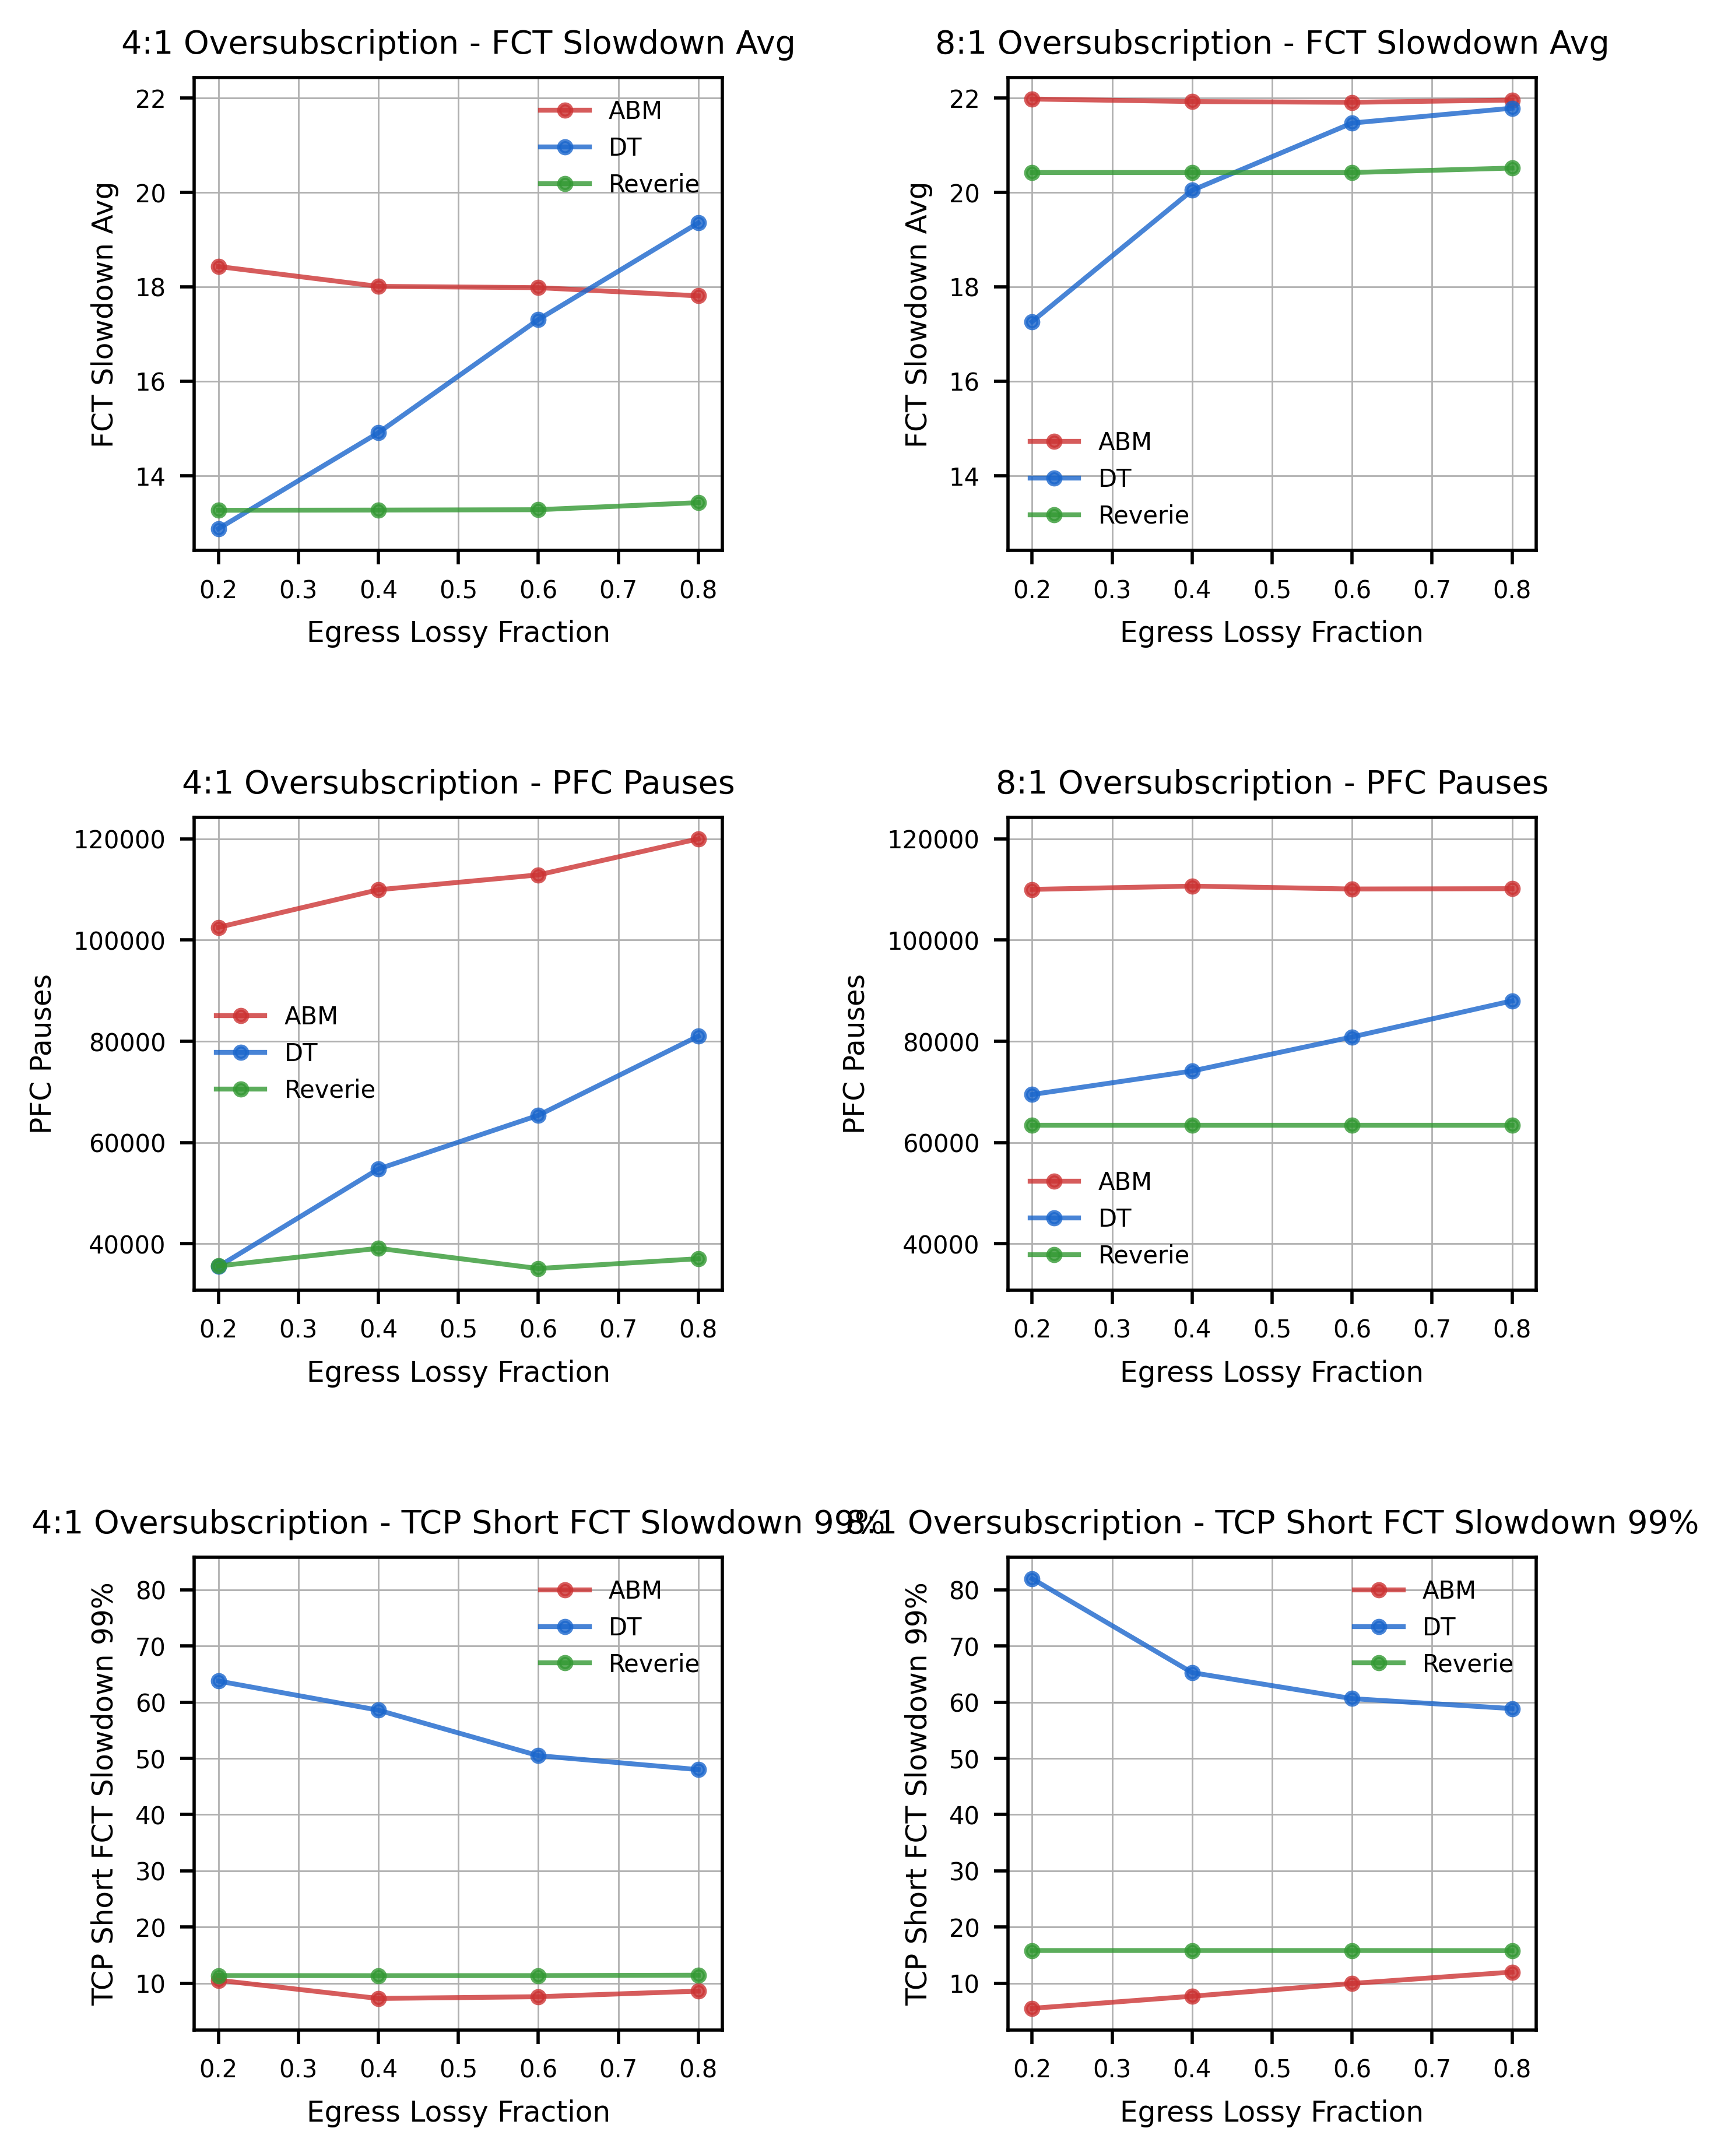 4:1 Oversubscription - FCT Slowdown Avg
FCT Slowdown Avg
22
20
18
16
14
ABM
DT
Reverie
0.2 0.3 0.4 0.5 0.6 0.7 0.8
Egress Lossy Fraction
8:1 Oversubscription - FCT Slowdown Avg
FCT Slowdown Avg
22
20
18
16
14
ABM
DT
Reverie
0.2 0.3 0.4 0.5 0.6 0.7 0.8
Egress Lossy Fraction
4:1 Oversubscription - PFC Pauses
PFC Pauses
120000
100000
80000
60000
40000
ABM
DT
Reverie
0.2 0.3 0.4 0.5 0.6 0.7 0.8
Egress Lossy Fraction
8:1 Oversubscription - PFC Pauses
PFC Pauses
120000
100000
80000
60000
40000
ABM
DT
Reverie
0.2 0.3 0.4 0.5 0.6 0.7 0.8
Egress Lossy Fraction
4:1 Oversubscription - TCP Short FCT Slowdown 99%
TCP Short FCT Slowdown 99%
80
70
60
50
40
30
20
10
ABM
DT
Reverie
0.2 0.3 0.4 0.5 0.6 0.7 0.8
Egress Lossy Fraction
8:1 Oversubscription - TCP Short FCT Slowdown 99%
TCP Short FCT Slowdown 99%
80
70
60
50
40
30
20
10
ABM
DT
Reverie
0.2 0.3 0.4 0.5 0.6 0.7 0.8
Egress Lossy Fraction